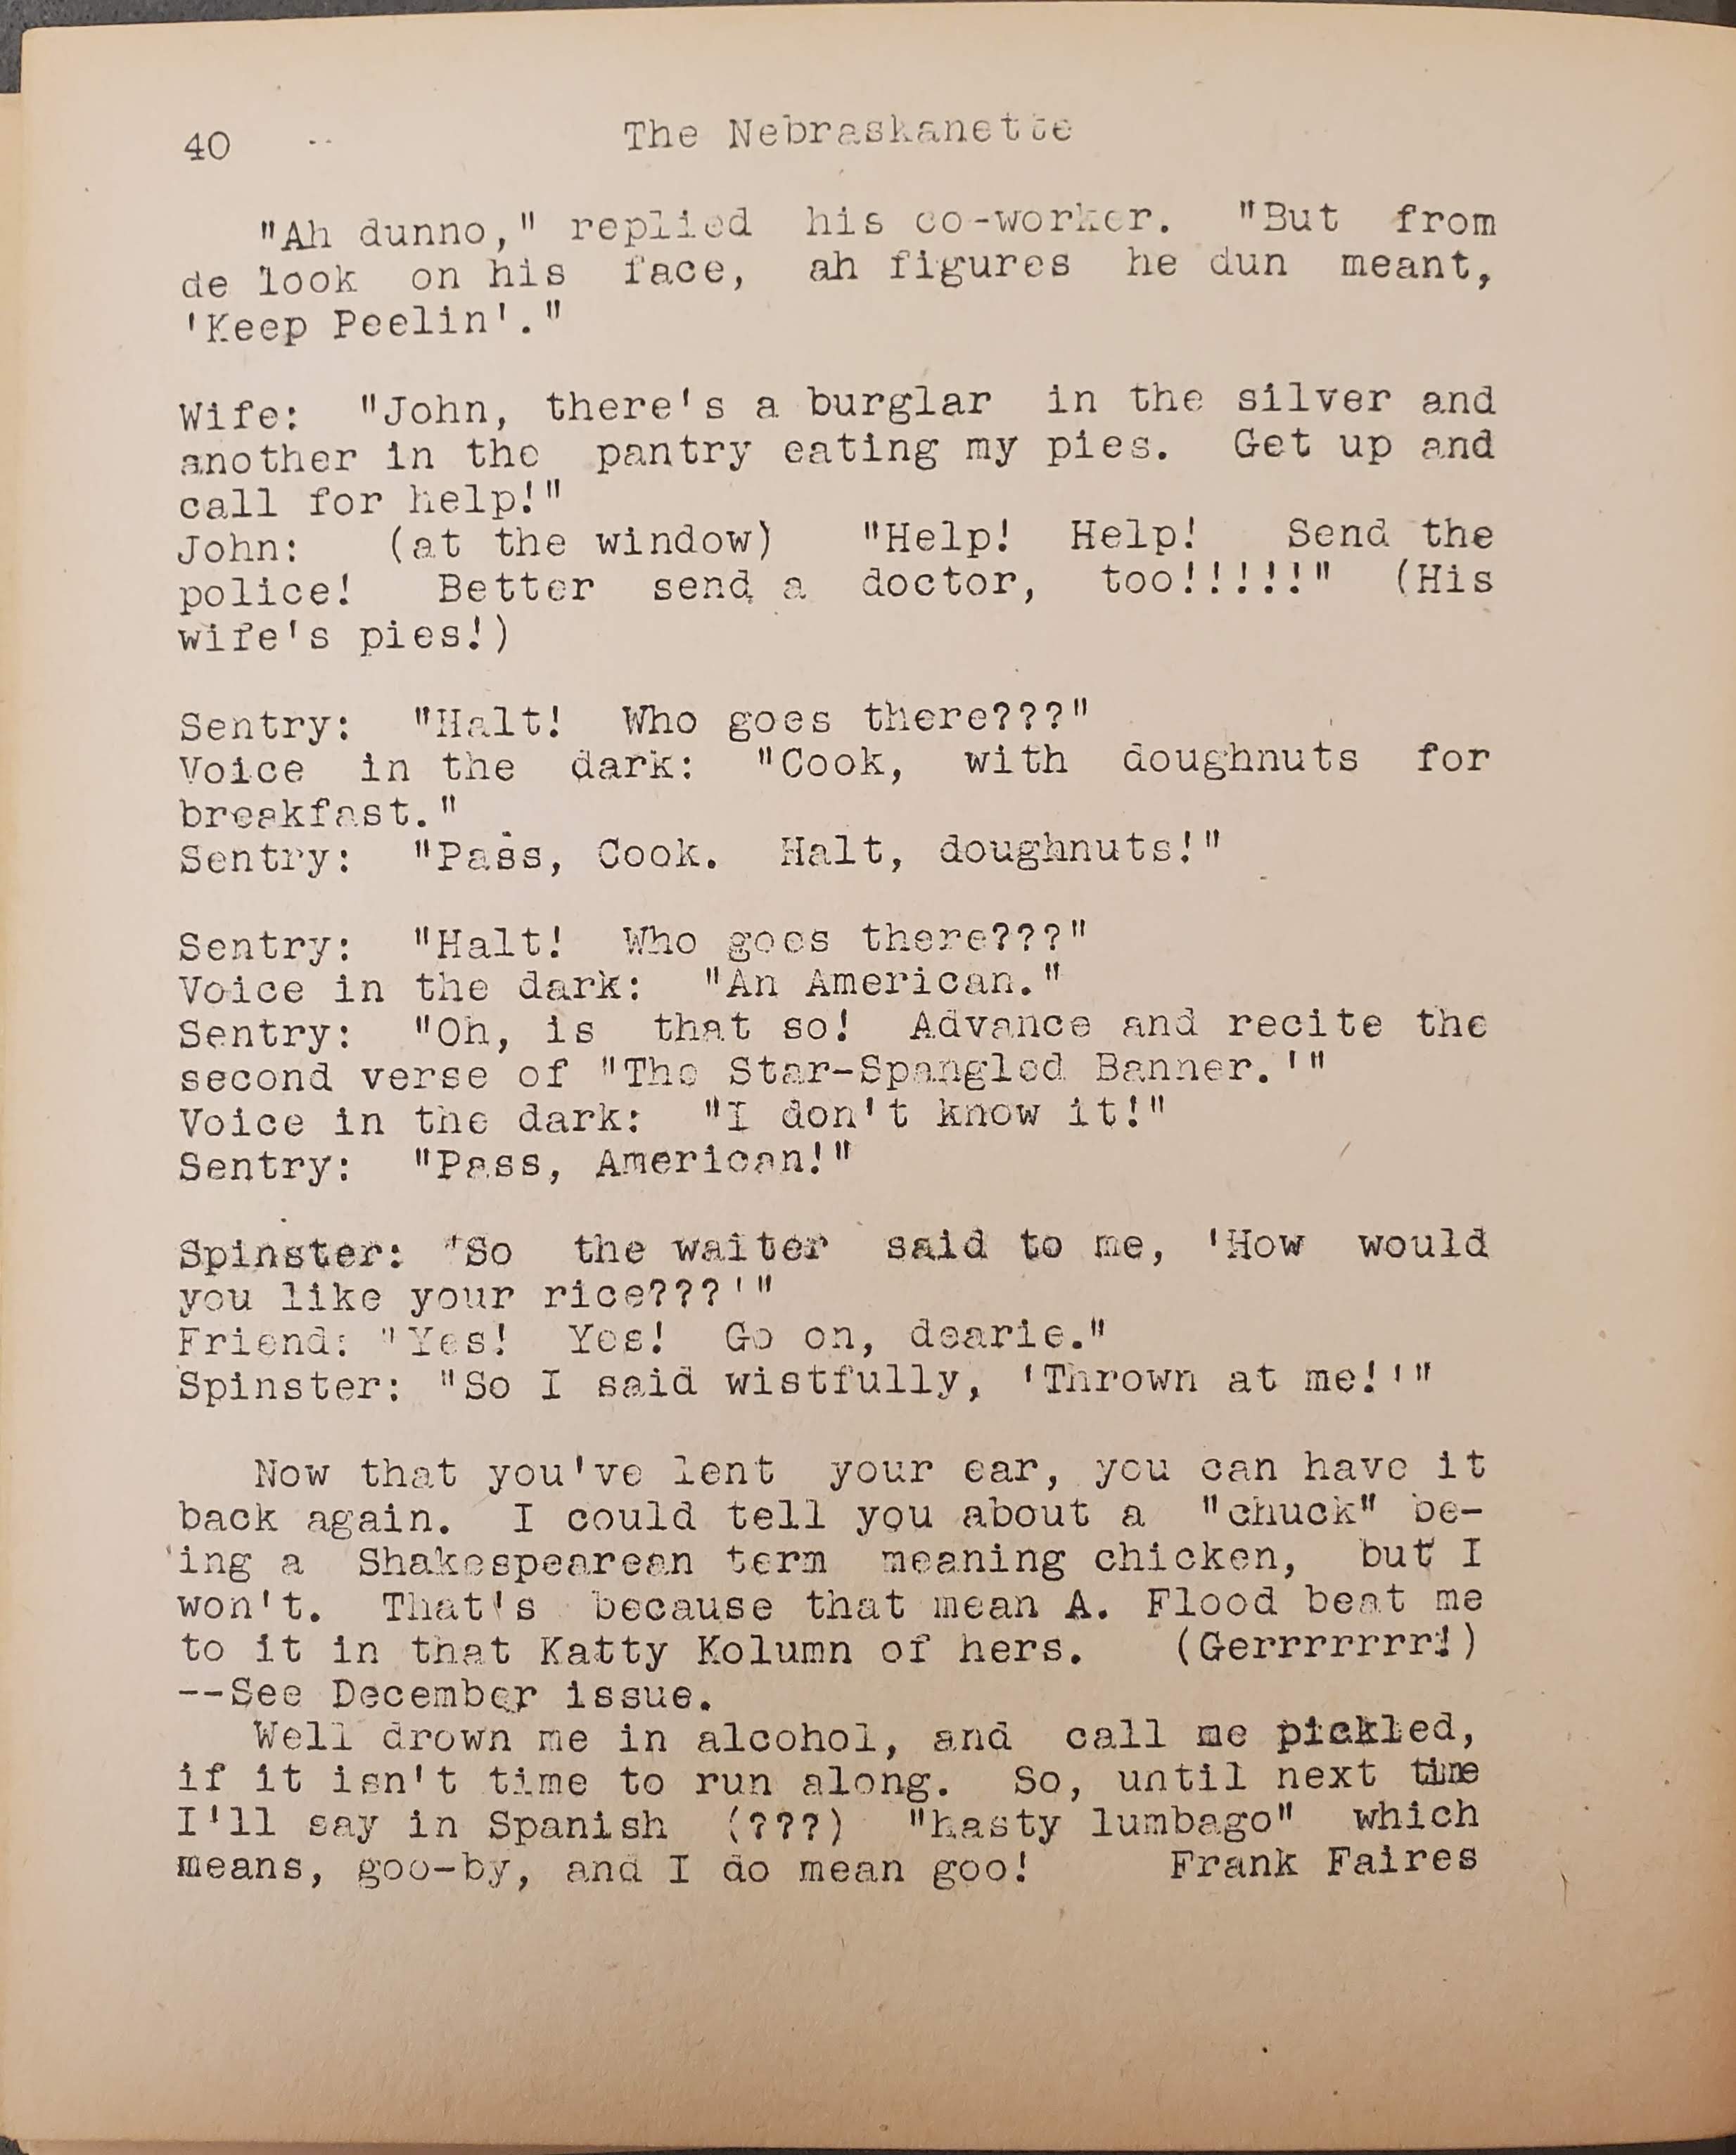 40 The Nebraskanette
"Ah dunno," replied his co-worker. "But from
de look on his face, ah figures he dun meant,
'Keep Peelin'."
Wife: "John, there's a burglar in the silver and
another in the pantry eating my pies. Get up and
call for help!"
John: (at the window) "Help! Help! Send the
police! Better send a doctor, too!!!!!" (His
wife's pies!)
Sentry: "Halt! Who goes there???"
Voice in the dark: "Cook, with doughnuts for
breakfast."
Sentry: "Pass, Cook. Halt, doughnuts!"
Sentry: "Halt! Who goes there???"
Voice in the dark: "An American."
Sentry: "Oh, is that so! Advance and recite the
second verse of "The Star-Spangled Banner.'"
Voice in the dark: "I don't know it!"
Sentry: "Pass, American!"
Spinster: "So the waiter said to me, 'How would
you like your rice???'"
Friend: "Yes! Yes! Go on, dearie."
Spinster: "So I said wistfully, 'Thrown at me!'"
Now that you've lent your ear, you can have it
back again. I could tell you about a "chuck" be-
ing a Shakespearean term meaning chicken, but I
won't. That's because that mean A. Flood beat me
to it in that Katty Kolumn of hers. (Gerrrrrrr!)
--See December issue.
Well drown me in alcohol, and call me pickled,
if it isn't time to run along. So, until next time
I'll say in Spanish (???) "hasty lumbago" which
means, goo-by, and I do mean goo! Frank Faires